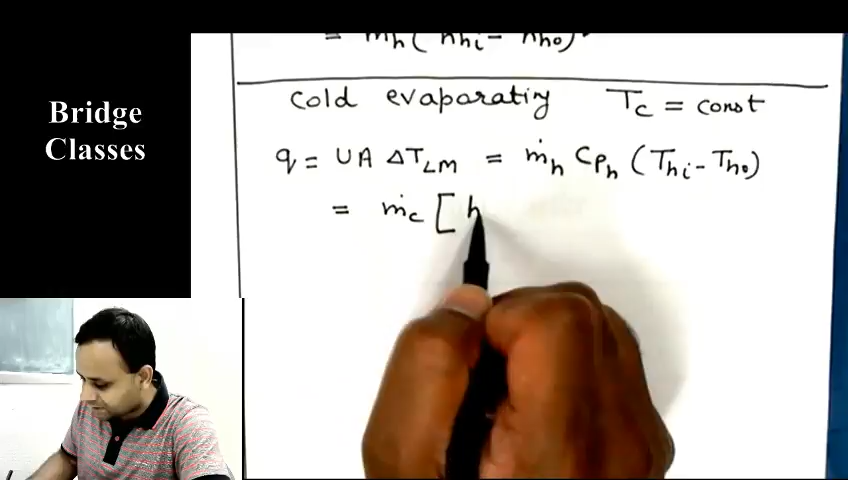 Bridge
Classes
= ṁh ( hhi - hho )
cold evaporating Tc = const
q = UA ΔTLM = ṁh Cph (Thi - Tho)
= ṁc [ h